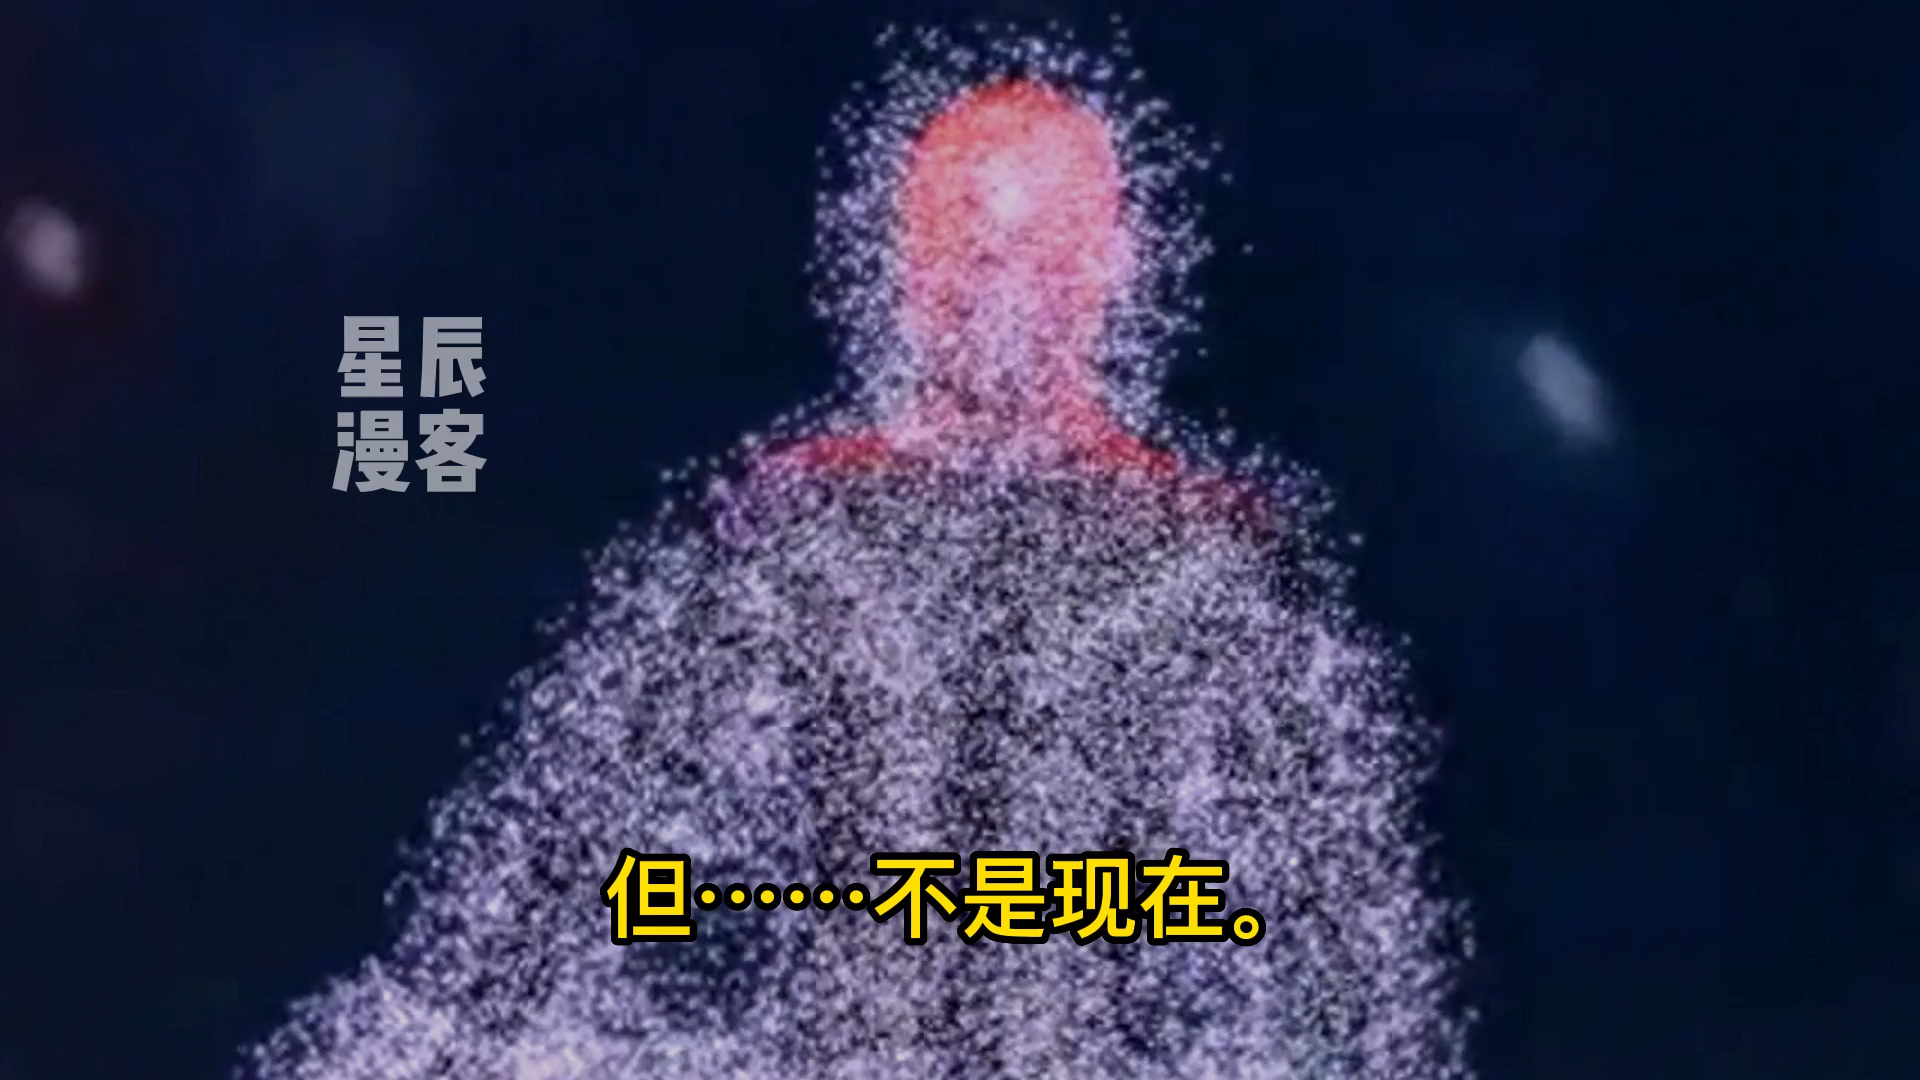 星辰
漫客
但……不是现在。